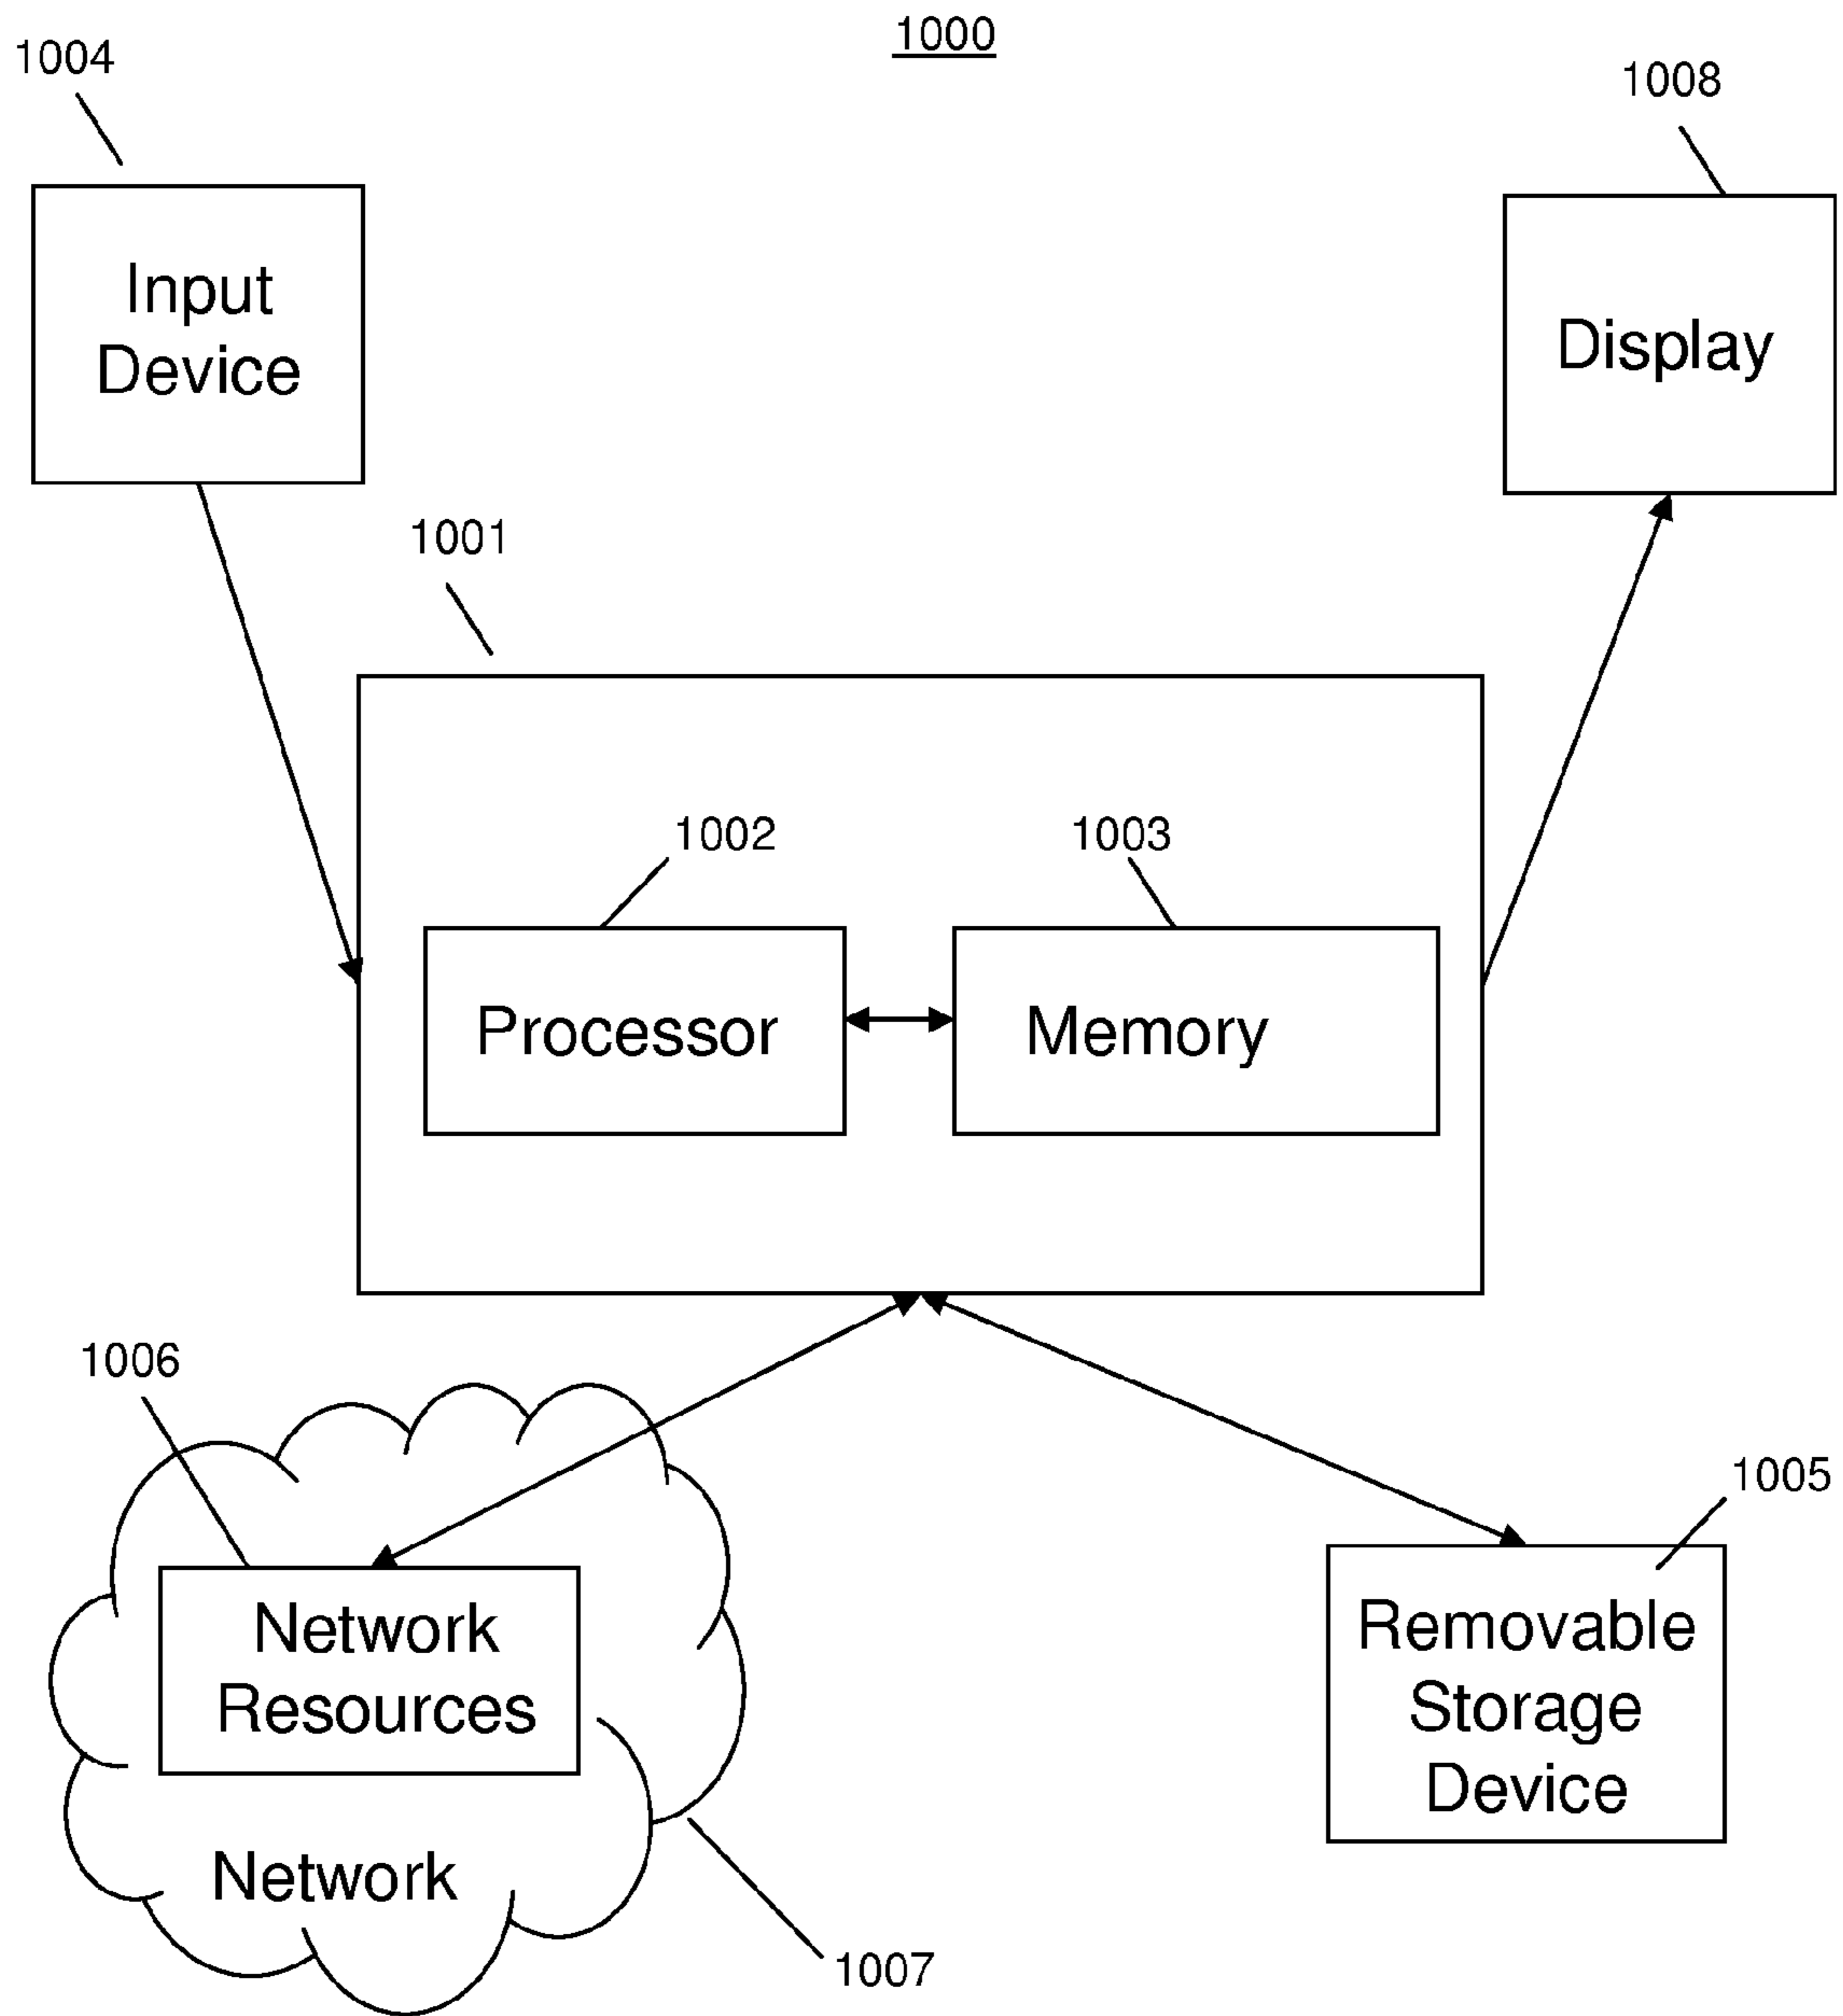 1000
1004
1008
Input
Device
Display
1001
1002
1003
Processor
Memory
1006
1005
Network
Resources
Removable
Storage
Device
Network
1007